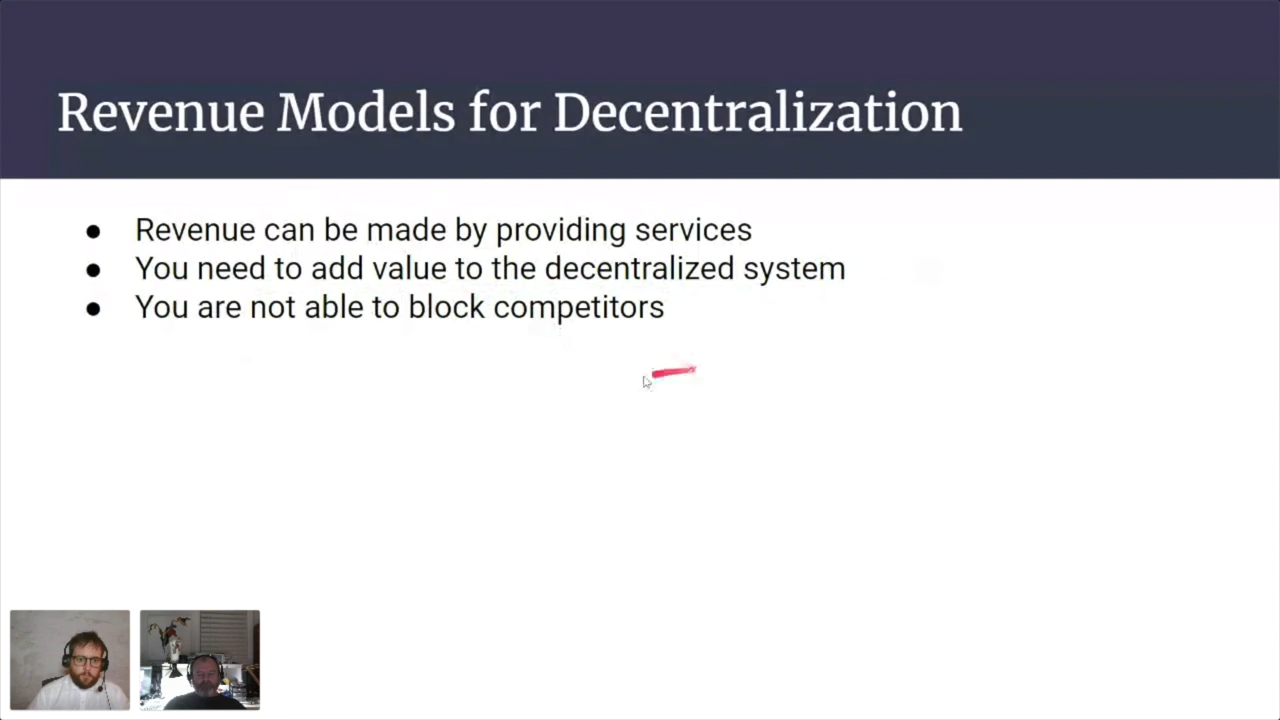 Revenue Models for Decentralization
● Revenue can be made by providing services
● You need to add value to the decentralized system
● You are not able to block competitors